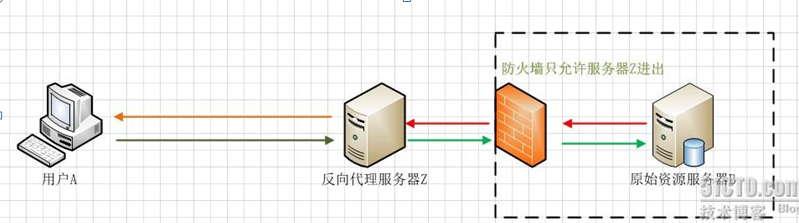 防火墙只允许服务器Z进出
用户A
反向代理服务器Z
原始资源服务器B
51CTO.com
技术博客 Blog